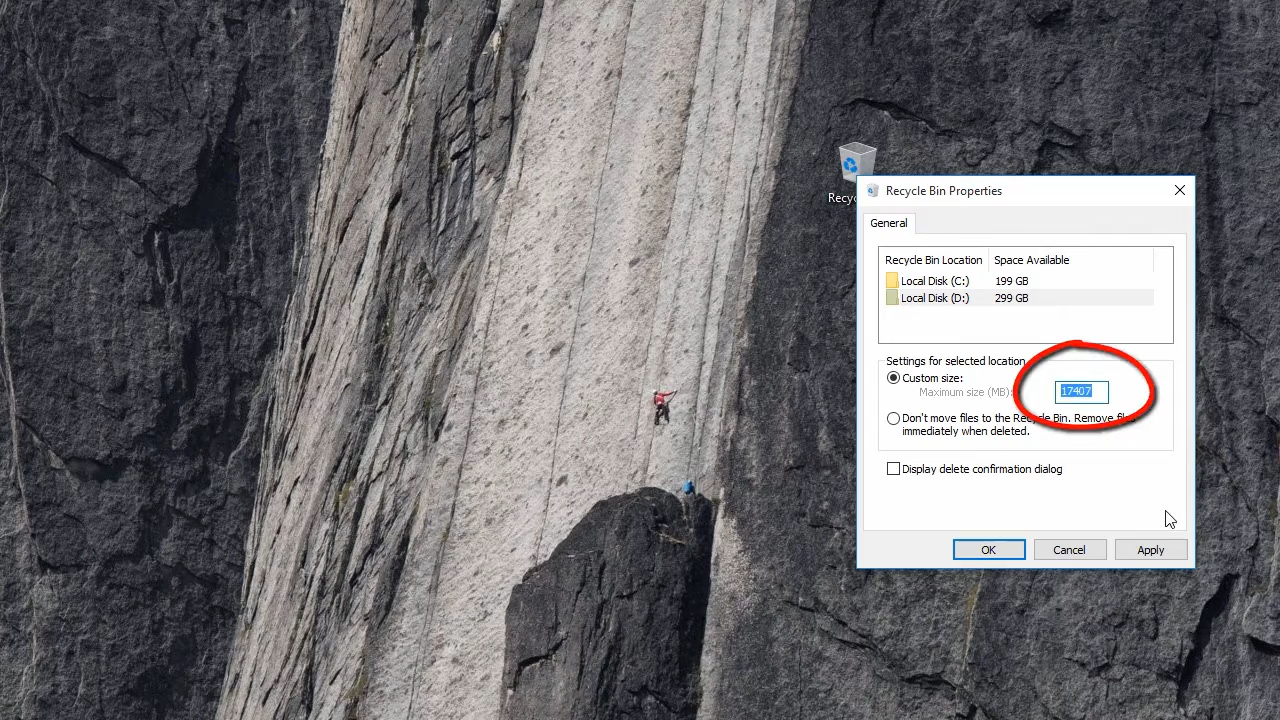 Recyc
Recycle Bin Properties
General
Recycle Bin Location Space Available
Local Disk (C:) 199 GB
Local Disk (D:) 299 GB
Settings for selected location
Custom size:
Maximum size (MB): 17407
Don't move files to the Recycle Bin. Remove files
immediately when deleted.
Display delete confirmation dialog
OK Cancel Apply